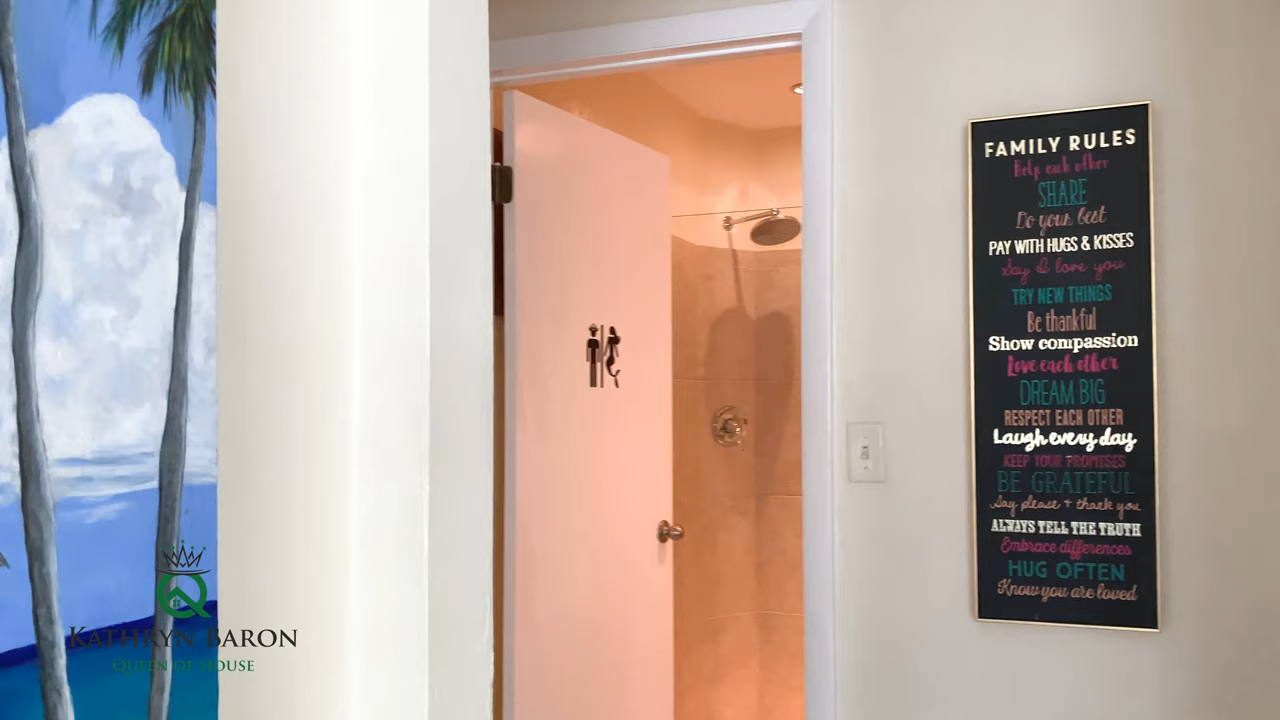 FAMILY RULES
Help each other
SHARE
Do your best
PAY WITH HUGS & KISSES
Say I love you
TRY NEW THINGS
Be thankful
Show compassion
Love each other
DREAM BIG
RESPECT EACH OTHER
Laugh every day
KEEP YOUR PROMISES
BE GRATEFUL
Say please + thank you
ALWAYS TELL THE TRUTH
Embrace differences
HUG OFTEN
Know you are loved
KATHRYN BARON
QUEEN OF HOUSE